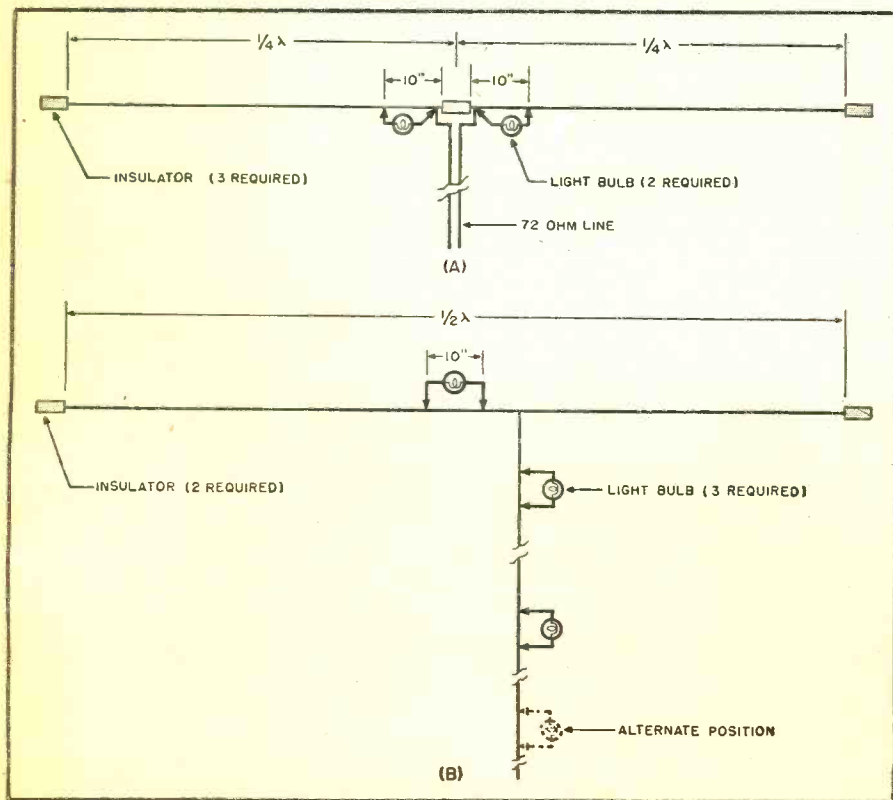 1/4 λ 1/4 λ
10" 10"
INSULATOR (3 REQUIRED) LIGHT BULB (2 REQUIRED)
72 OHM LINE
(A)
1/2 λ
10"
INSULATOR (2 REQUIRED) LIGHT BULB (3 REQUIRED)
ALTERNATE POSITION
(B)